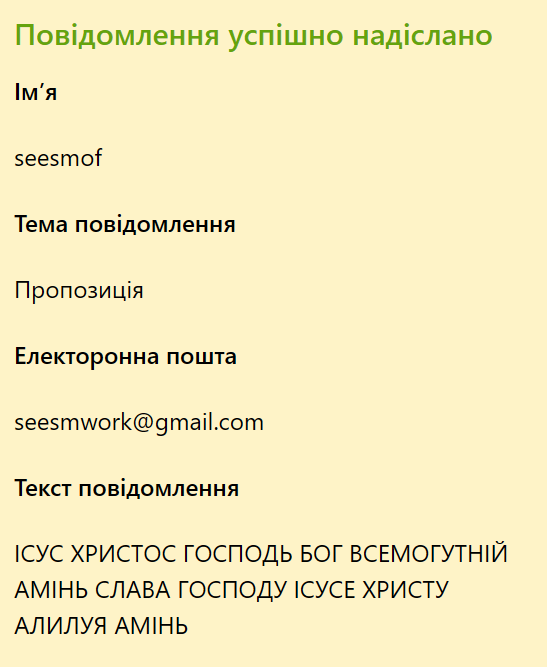 Повідомлення успішно надіслано
Ім’я
seesmof
Тема повідомлення
Пропозиція
Електоронна пошта
seesmwork@gmail.com
Текст повідомлення
ІСУС ХРИСТОС ГОСПОДЬ БОГ ВСЕМОГУТНІЙ
АМІНЬ СЛАВА ГОСПОДУ ІСУСЕ ХРИСТУ
АЛИЛУЯ АМІНЬ